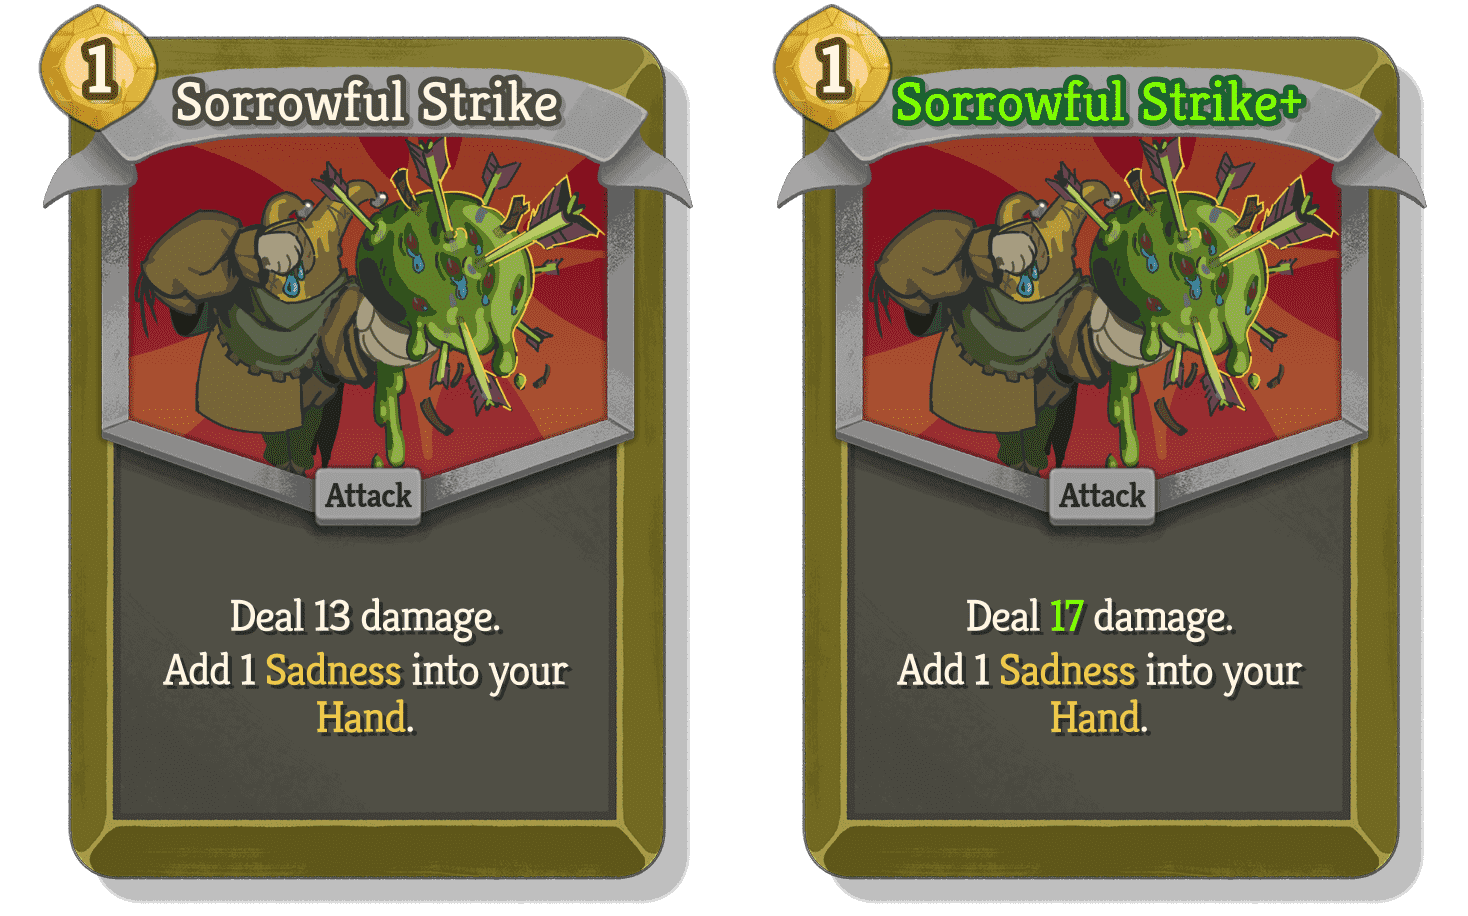 1
Sorrowful Strike
Attack
Deal 13 damage.
Add 1 Sadness into your
Hand.
1
Sorrowful Strike+
Attack
Deal 17 damage.
Add 1 Sadness into your
Hand.